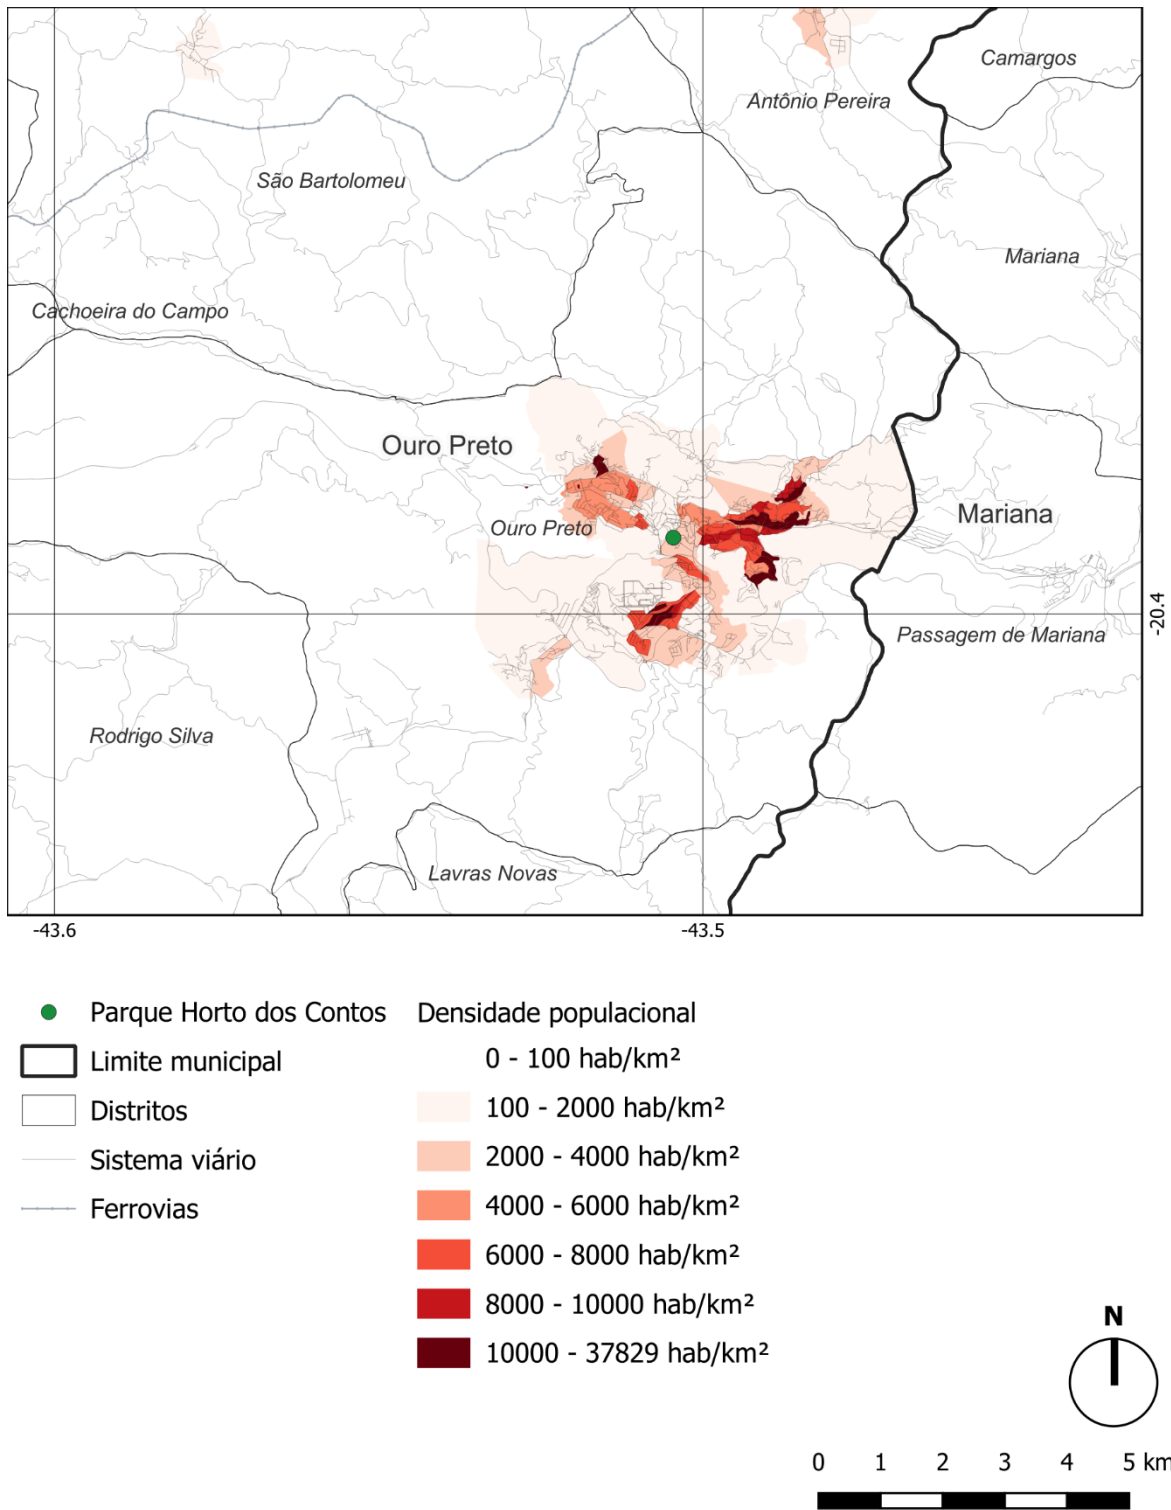 Camargos
Antônio Pereira
São Bartolomeu
Mariana
Cachoeira do Campo
Ouro Preto
Mariana
Ouro Preto
-20.4
Passagem de Mariana
Rodrigo Silva
Lavras Novas
-43.6
-43.5
Parque Horto dos Contos
Limite municipal
Distritos
Sistema viário
Ferrovias
Densidade populacional
0 - 100 hab/km²
100 - 2000 hab/km²
2000 - 4000 hab/km²
4000 - 6000 hab/km²
6000 - 8000 hab/km²
8000 - 10000 hab/km²
10000 - 37829 hab/km²
N
0 1 2 3 4 5 km